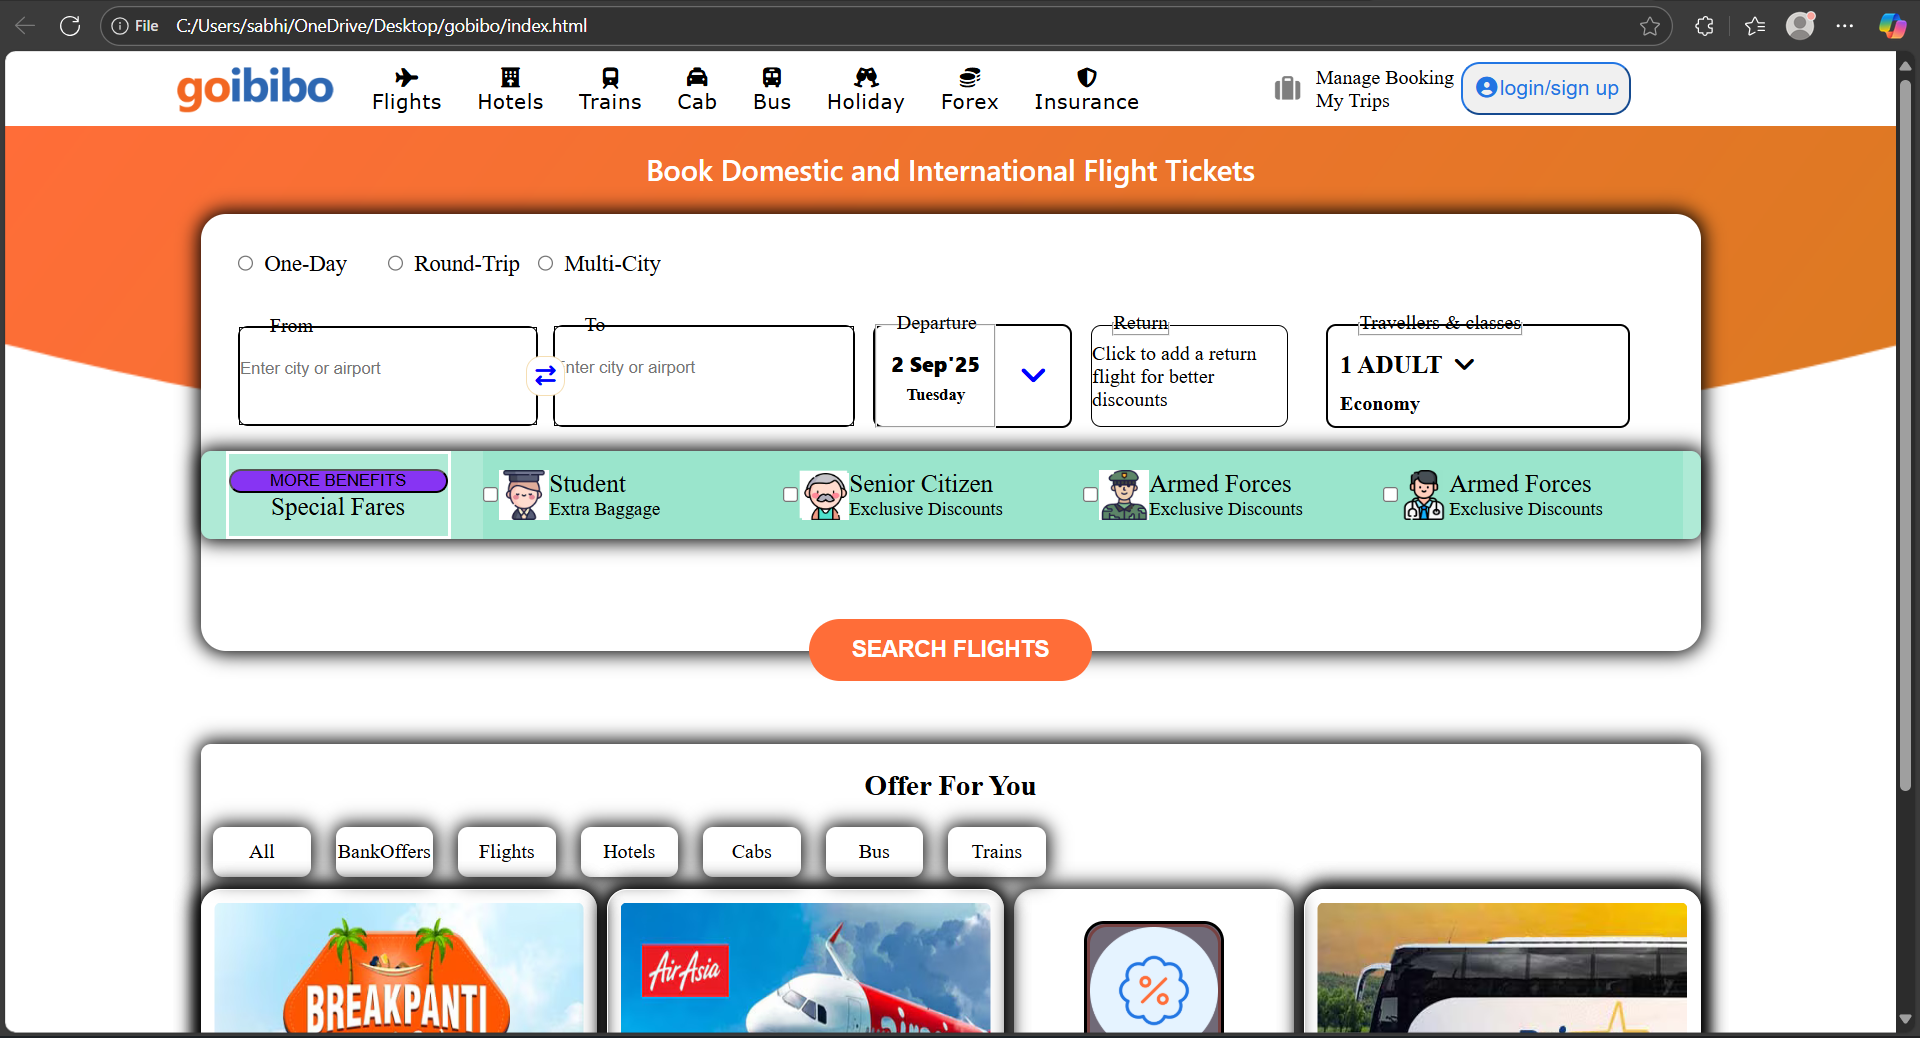 File C:/Users/sabhi/OneDrive/Desktop/gobibo/index.html
goibibo
Flights Hotels Trains Cab Bus Holiday Forex Insurance
Manage Booking
My Trips
login/sign up
Book Domestic and International Flight Tickets
One-Day Round-Trip Multi-City
From
Enter city or airport
To
nter city or airport
Departure
2 Sep'25
Tuesday
Return
Click to add a return
flight for better
discounts
Travellers & classes
1 ADULT
Economy
MORE BENEFITS
Special Fares
Student
Extra Baggage
Senior Citizen
Exclusive Discounts
Armed Forces
Exclusive Discounts
Armed Forces
Exclusive Discounts
SEARCH FLIGHTS
Offer For You
All BankOffers Flights Hotels Cabs Bus Trains
BREAKPANTI
AirAsia
%